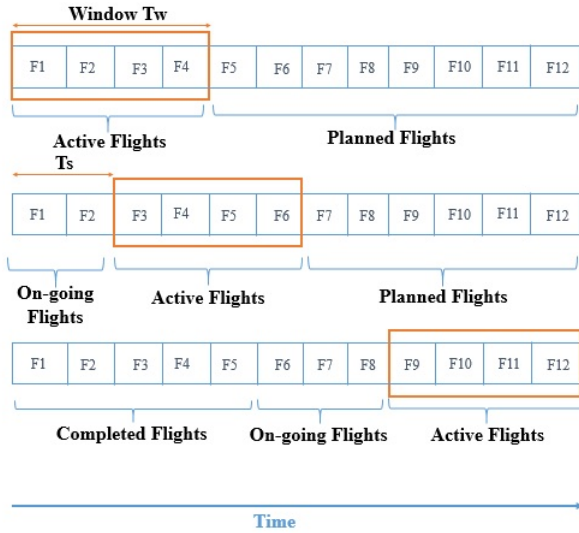 Window Tw
F1 F2 F3 F4 F5 F6 F7 F8 F9 F10 F11 F12
Active Flights Planned Flights
Ts
F1 F2 F3 F4 F5 F6 F7 F8 F9 F10 F11 F12
On-going
Flights
Active Flights Planned Flights
F1 F2 F3 F4 F5 F6 F7 F8 F9 F10 F11 F12
Completed Flights On-going Flights Active Flights
Time